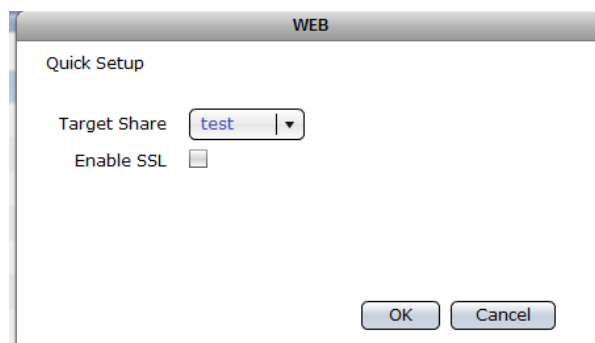 WEB
Quick Setup
Target Share test
Enable SSL
OK Cancel